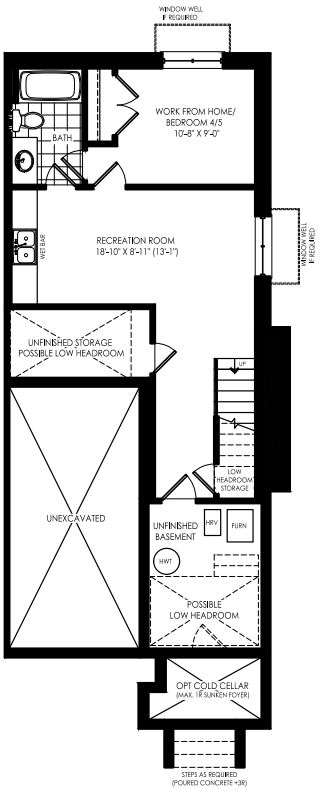 WINDOW WELL
IF REQUIRED
WORK FROM HOME/
BEDROOM 4/5
10'-8" X 9'-0"
BATH
RECREATION ROOM
18'-10" X 8'-11" (13'-1")
WET BAR
WINDOW WELL
IF REQUIRED
UNFINISHED STORAGE
POSSIBLE LOW HEADROOM
UP
LOW
HEADROOM
STORAGE
UNEXCAVATED
UNFINISHED
BASEMENT
HRV
FURN
HWT
POSSIBLE
LOW HEADROOM
OPT COLD CELLAR
(MAX. 1R SUNKEN FOYER)
STEPS AS REQUIRED
(POURED CONCRETE +3R)